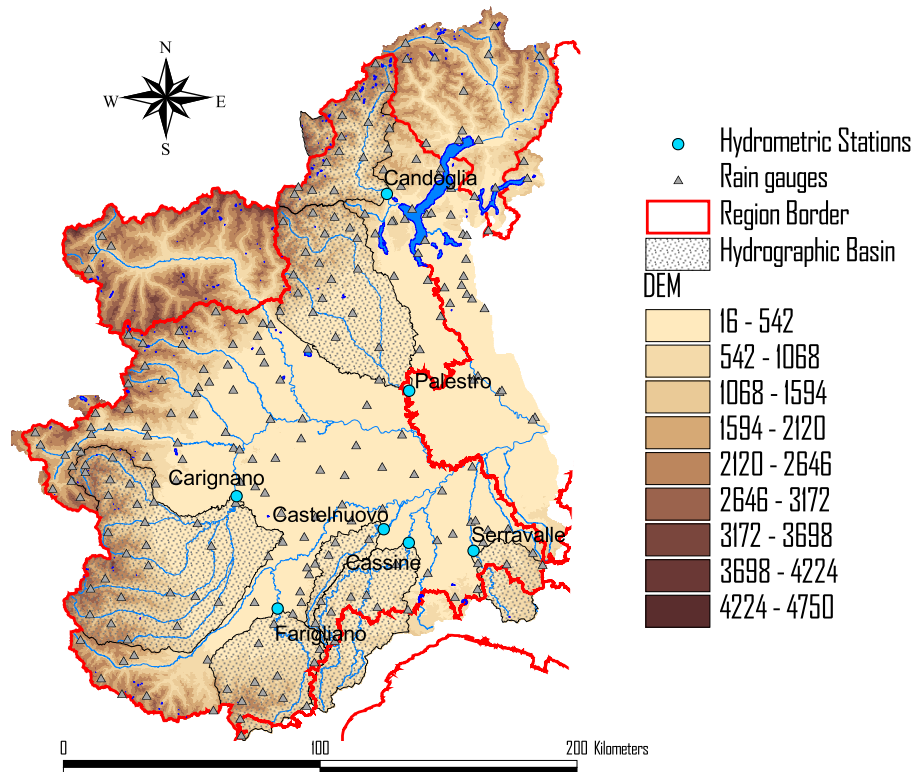 N
W E
S
Hydrometric Stations
Rain gauges
Region Border
Hydrographic Basin
DEM
16 - 542
542 - 1068
1068 - 1594
1594 - 2120
2120 - 2646
2646 - 3172
3172 - 3698
3698 - 4224
4224 - 4750
Candoglia
Palestro
Carignano
Castelnuovo
Serravalle
Cassine
Farigliano
0 100 200 Kilometers